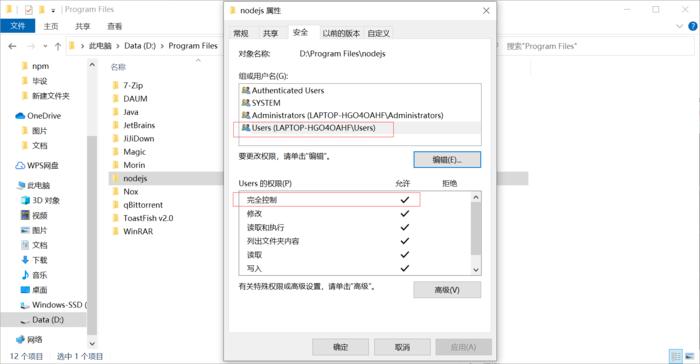 Program Files
文件
主页
共享
查看
此电脑 › Data (D:) › Program Files
搜索"Program Files"
npm
毕设
新建文件夹
OneDrive
图片
文档
WPS网盘
此电脑
3D 对象
视频
图片
文档
下载
音乐
桌面
Windows-SSD (
Data (D:)
网络
12 个项目 选中 1 个项目
名称
7-Zip
DAUM
Java
JetBrains
JiJiDown
Magic
Morin
nodejs
Nox
qBittorrent
ToastFish v2.0
WinRAR
nodejs 属性
常规 共享 安全 以前的版本 自定义
对象名称: D:\Program Files\nodejs
组或用户名(G):
Authenticated Users
SYSTEM
Administrators (LAPTOP-HGO4OAHF\Administrators)
Users (LAPTOP-HGO4OAHF\Users)
要更改权限，请单击"编辑"。
编辑(E)...
Users 的权限(P) 允许 拒绝
完全控制
修改
读取和执行
列出文件夹内容
读取
写入
有关特殊权限或高级设置，请单击"高级"。
高级(V)
确定 取消 应用(A)